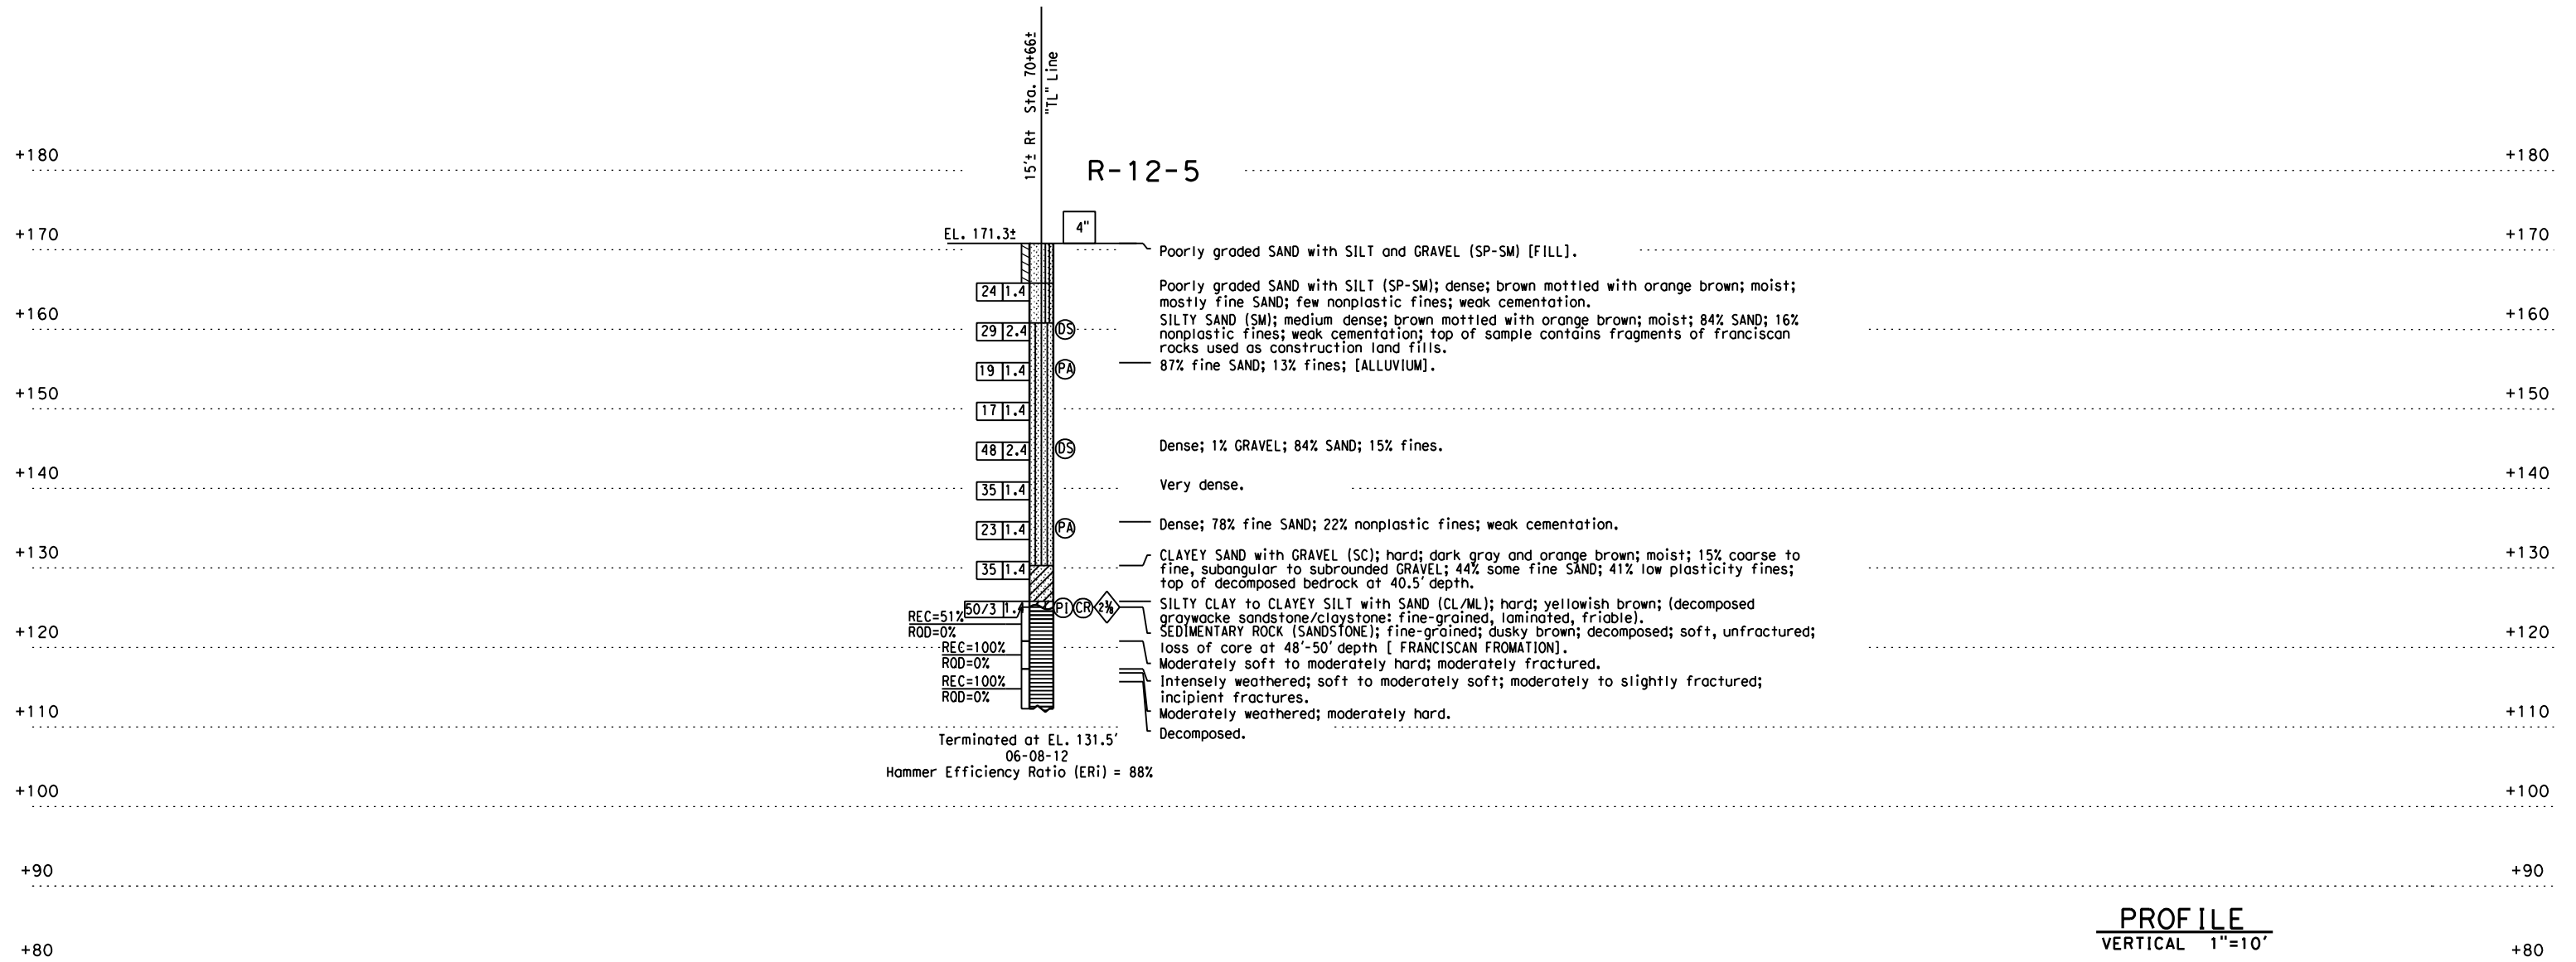 15'± Rt Sta. 70+66±
"TL" Line
+180 +180
R-12-5
4"
+170 EL. 171.3± +170
Poorly graded SAND with SILT and GRAVEL (SP-SM) [FILL].
24 1.4 Poorly graded SAND with SILT (SP-SM); dense; brown mottled with orange brown; moist;
mostly fine SAND; few nonplastic fines; weak cementation.
+160 +160
29 2.4 DS SILTY SAND (SM); medium dense; brown mottled with orange brown; moist; 84% SAND; 16%
nonplastic fines; weak cementation; top of sample contains fragments of franciscan
rocks used as construction land fills.
19 1.4 PA 87% fine SAND; 13% fines; [ALLUVIUM].
+150 +150
17 1.4
48 2.4 DS Dense; 1% GRAVEL; 84% SAND; 15% fines.
+140 +140
35 1.4 Very dense.
23 1.4 PA Dense; 78% fine SAND; 22% nonplastic fines; weak cementation.
+130 +130
35 1.4 CLAYEY SAND with GRAVEL (SC); hard; dark gray and orange brown; moist; 15% coarse to
fine, subangular to subrounded GRAVEL; 44% some fine SAND; 41% low plasticity fines;
top of decomposed bedrock at 40.5' depth.
50/3 1.4 PI CR 2⅜ SILTY CLAY to CLAYEY SILT with SAND (CL/ML); hard; yellowish brown; (decomposed
graywacke sandstone/claystone: fine-grained, laminated, friable).
REC=51%
RQD=0%
+120 +120
SEDIMENTARY ROCK (SANDSTONE); fine-grained; dusky brown; decomposed; soft, unfractured;
loss of core at 48'-50' depth [ FRANCISCAN FROMATION].
REC=100%
RQD=0%
Moderately soft to moderately hard; moderately fractured.
REC=100%
RQD=0%
Intensely weathered; soft to moderately soft; moderately to slightly fractured;
incipient fractures.
+110 +110
Moderately weathered; moderately hard.
Decomposed.
Terminated at EL. 131.5'
06-08-12
Hammer Efficiency Ratio (ERi) = 88%
+100 +100
+90 +90
PROFILE
VERTICAL 1"=10'
+80 +80